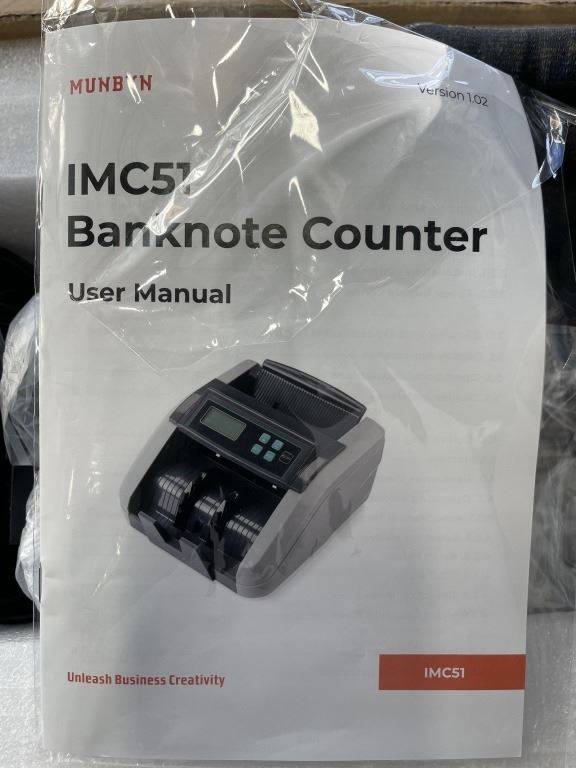 MUNBYN
Version 1.02
IMC51
Banknote Counter
User Manual
Unleash Business Creativity
IMC51